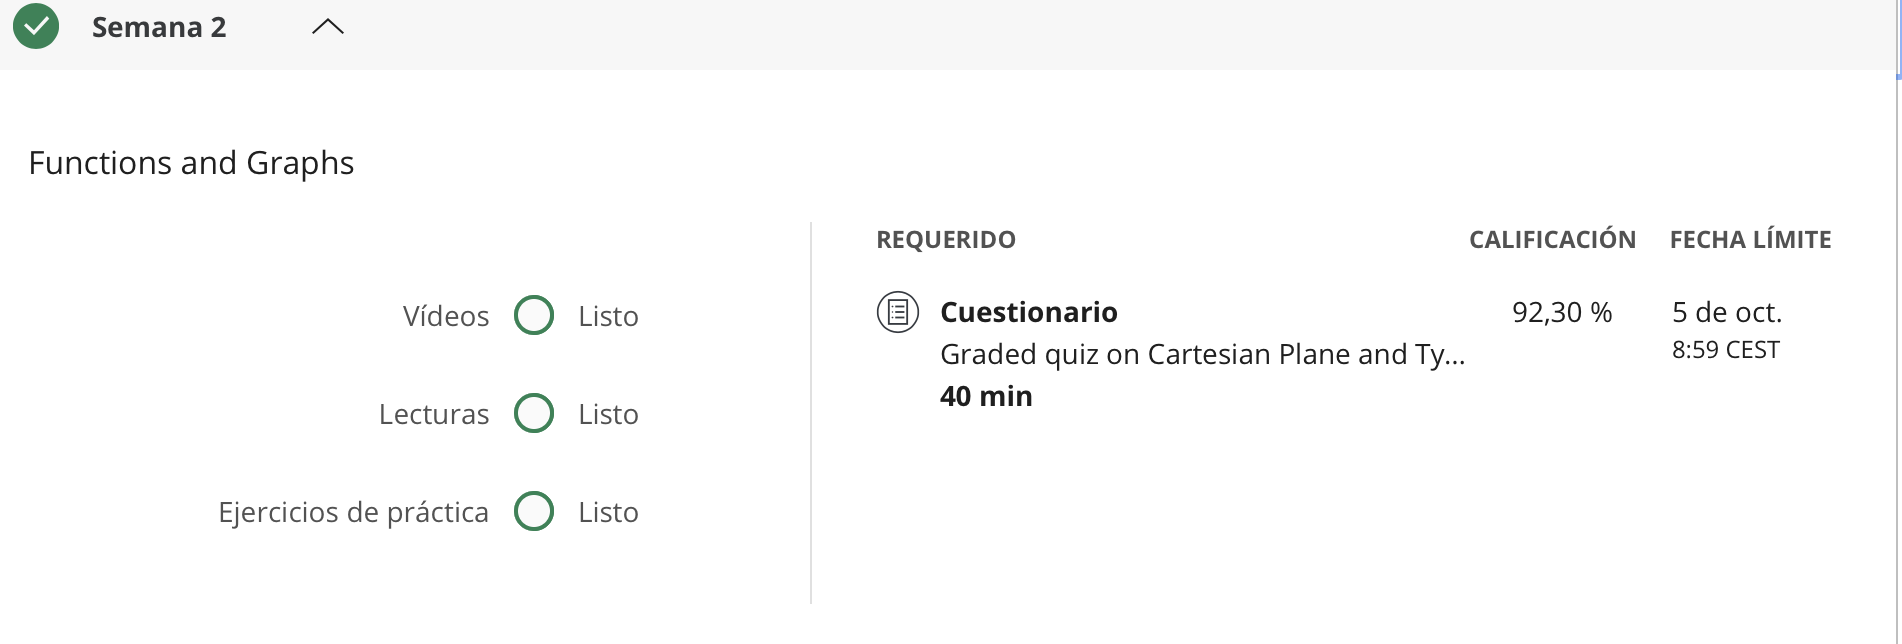 Semana 2
Functions and Graphs
Vídeos Listo
Lecturas Listo
Ejercicios de práctica Listo
REQUERIDO CALIFICACIÓN FECHA LÍMITE
Cuestionario 92,30 % 5 de oct.
Graded quiz on Cartesian Plane and Ty... 8:59 CEST
40 min